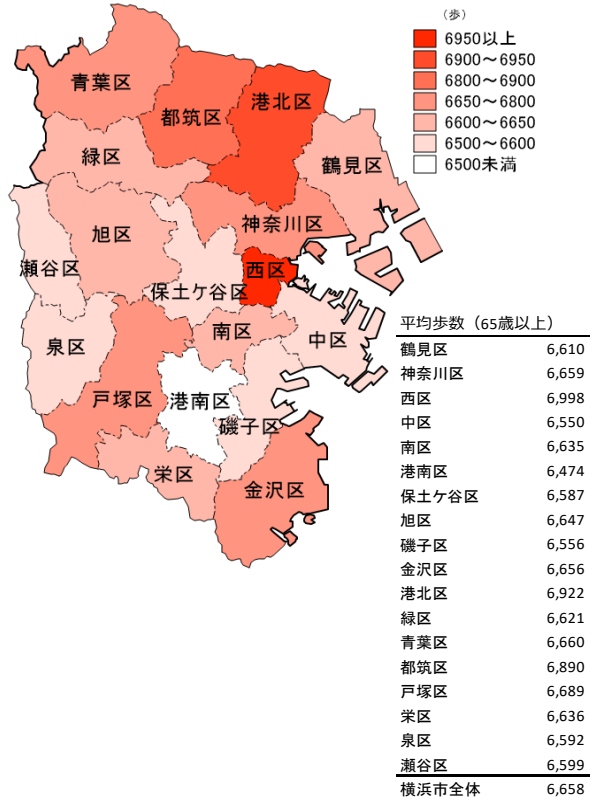 （歩）
6950以上
6900～6950
6800～6900
6650～6800
6600～6650
6500～6600
6500未満
青葉区
港北区
都筑区
緑区
鶴見区
神奈川区
旭区
瀬谷区
西区
保土ケ谷区
南区
中区
泉区
戸塚区
港南区
磯子区
栄区
金沢区
平均歩数（65歳以上）
鶴見区 6,610
神奈川区 6,659
西区 6,998
中区 6,550
南区 6,635
港南区 6,474
保土ケ谷区 6,587
旭区 6,647
磯子区 6,556
金沢区 6,656
港北区 6,922
緑区 6,621
青葉区 6,660
都筑区 6,890
戸塚区 6,689
栄区 6,636
泉区 6,592
瀬谷区 6,599
横浜市全体 6,658